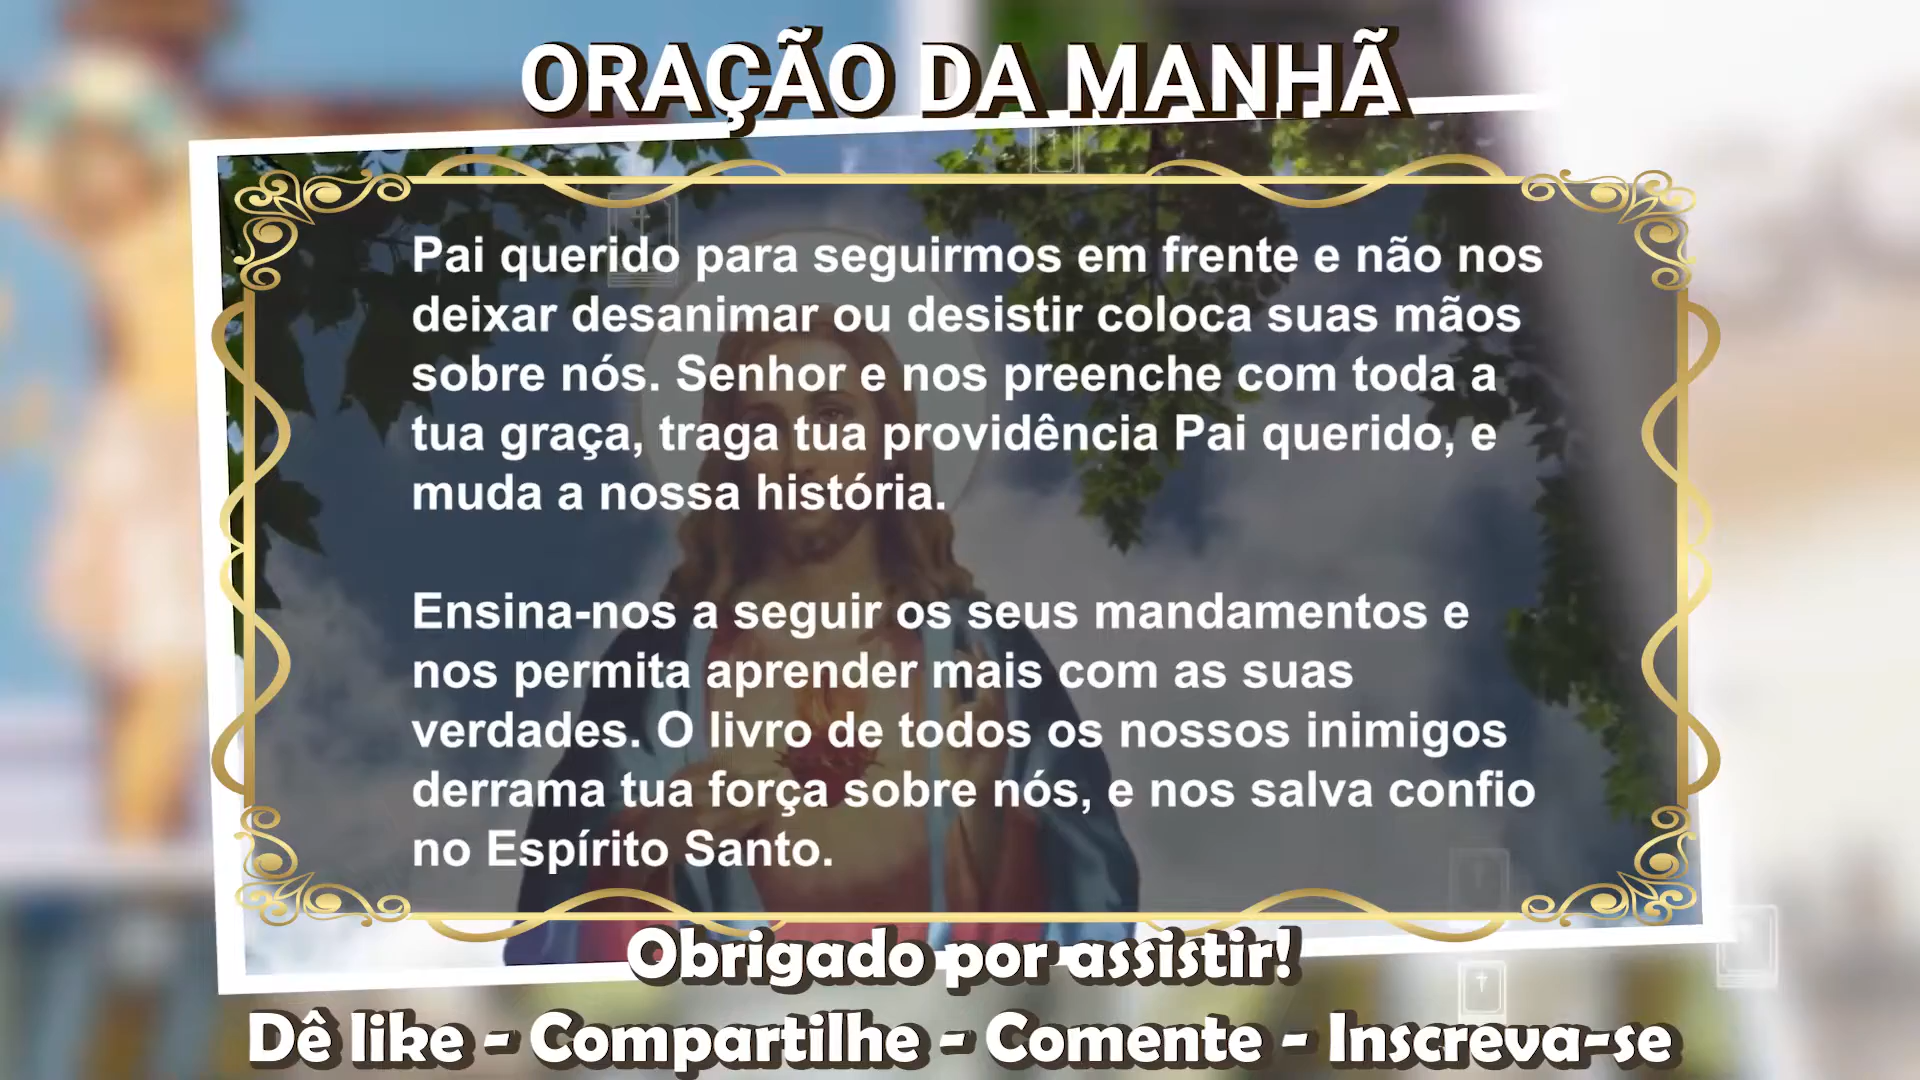 ORAÇÃO DA MANHÃ
Pai querido para seguirmos em frente e não nos
deixar desanimar ou desistir coloca suas mãos
sobre nós. Senhor e nos preenche com toda a
tua graça, traga tua providência Pai querido, e
muda a nossa história.
Ensina-nos a seguir os seus mandamentos e
nos permita aprender mais com as suas
verdades. O livro de todos os nossos inimigos
derrama tua força sobre nós, e nos salva confio
no Espírito Santo.
Obrigado por assistir!
Dê like - Compartilhe - Comente - Inscreva-se